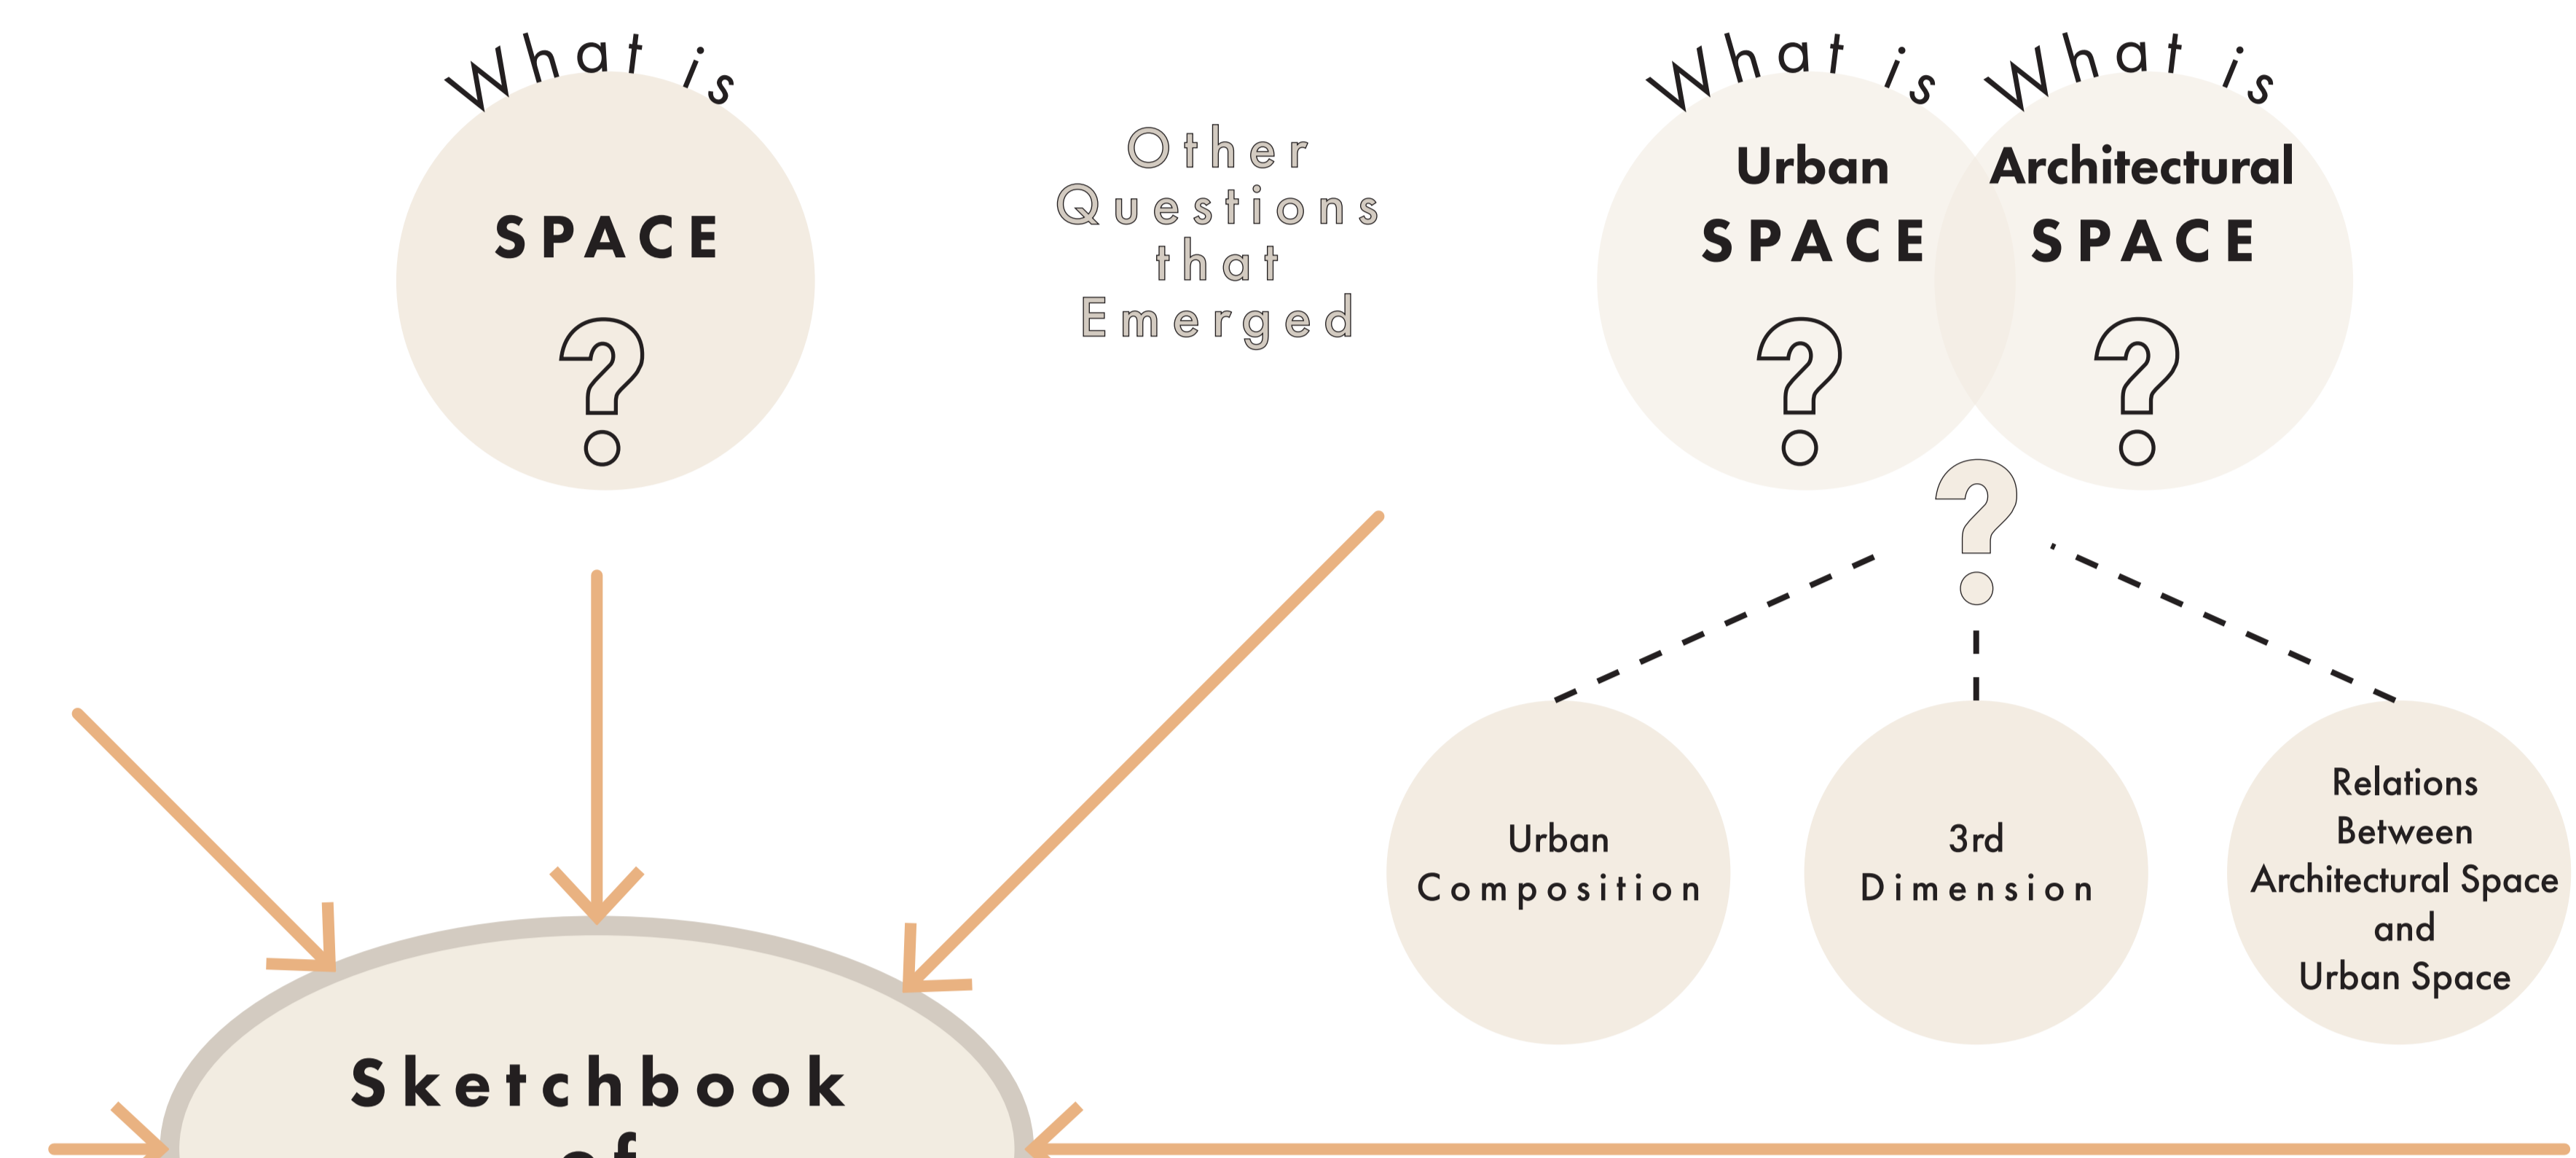 What is
SPACE
?
Other
Questions
that
Emerged
What is
Urban
SPACE
?
What is
Architectural
SPACE
?
?
Urban
Composition
3rd
Dimension
Relations
Between
Architectural Space
and
Urban Space
Sketchbook
of